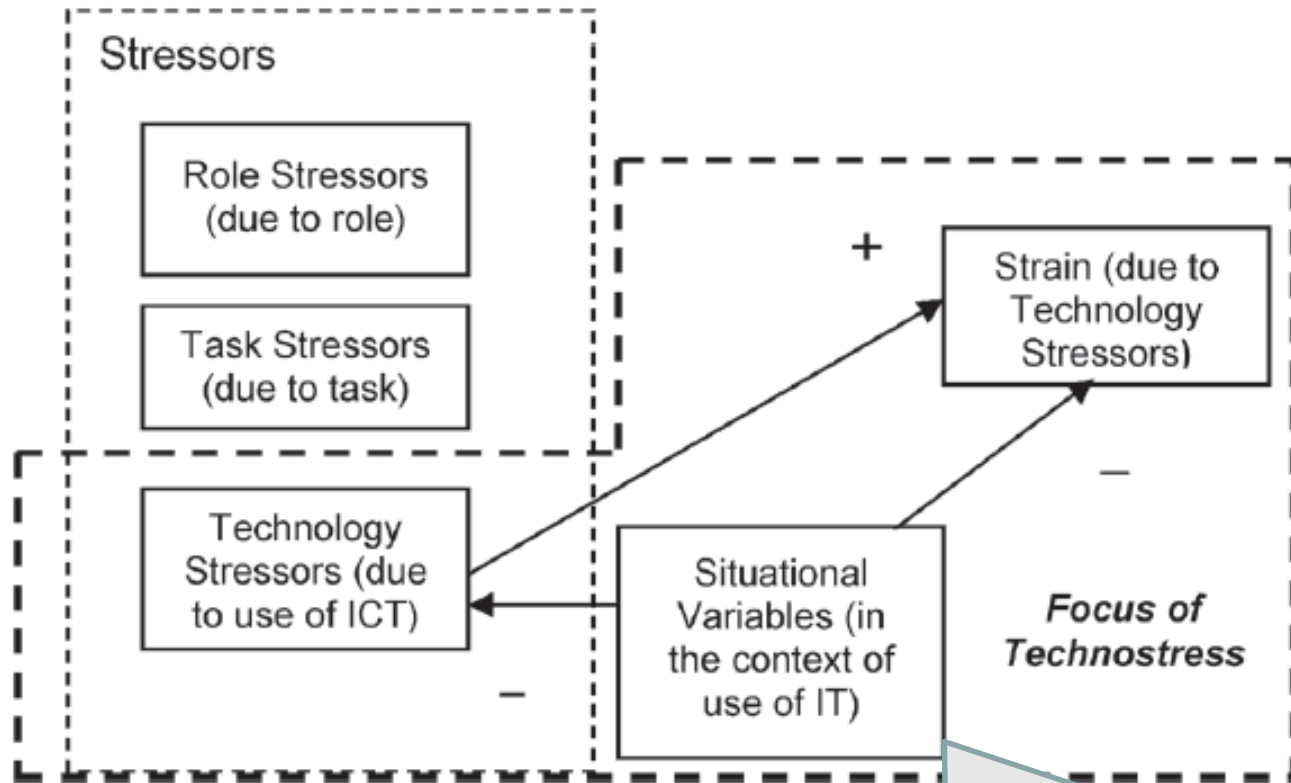 Stressors
Role Stressors
(due to role)
Task Stressors
(due to task)
Technology
Stressors (due
to use of ICT)
–
+
Strain (due to
Technology
Stressors)
–
Situational
Variables (in
the context of
use of IT)
Focus of
Technostress